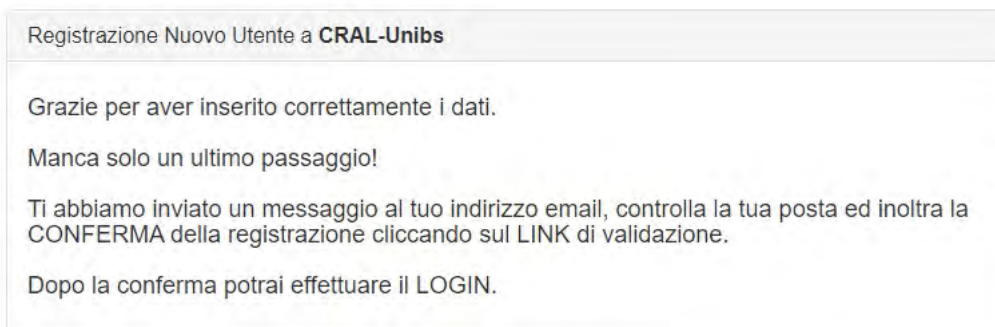 Registrazione Nuovo Utente a CRAL-Unibs
Grazie per aver inserito correttamente i dati.
Manca solo un ultimo passaggio!
Ti abbiamo inviato un messaggio al tuo indirizzo email, controlla la tua posta ed inoltra la
CONFERMA della registrazione cliccando sul LINK di validazione.
Dopo la conferma potrai effettuare il LOGIN.